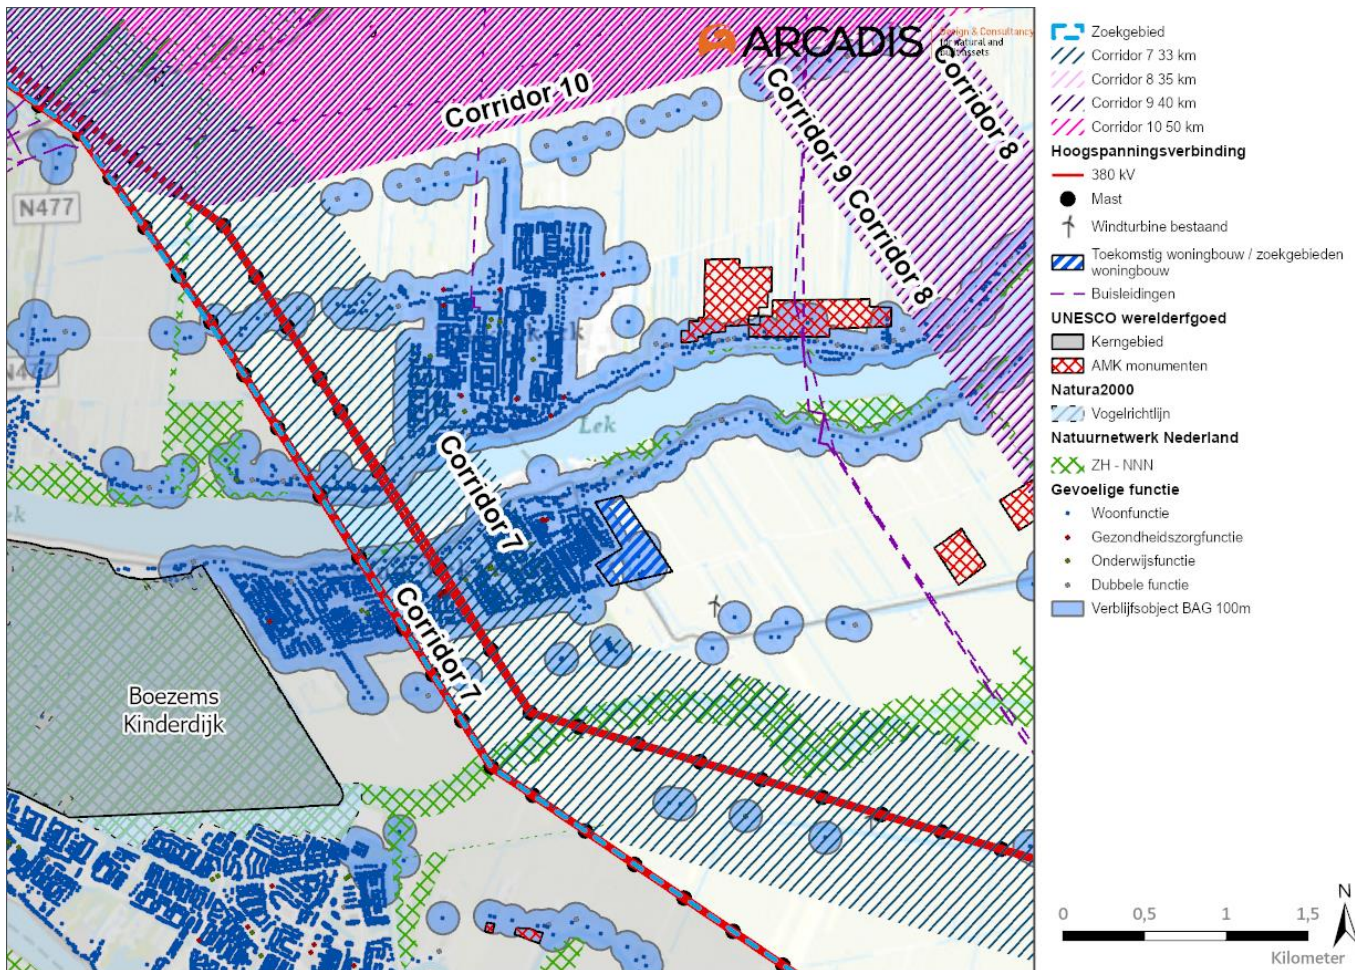 ARCADIS
Design & Consultancy
for natural and
built assets
Corridor 10
Corridor 9
Corridor 8
Corridor 8
N477
N477
Lek
Corridor 7
Corridor 7
Boezems
Kinderdijk
Zoekgebied
Corridor 7 33 km
Corridor 8 35 km
Corridor 9 40 km
Corridor 10 50 km
Hoogspanningsverbinding
380 kV
Mast
Windturbine bestaand
Toekomstig woningbouw / zoekgebieden
woningbouw
Buisleidingen
UNESCO werelderfgoed
Kerngebied
AMK monumenten
Natura2000
Vogelrichtlijn
Natuurnetwerk Nederland
ZH - NNN
Gevoelige functie
Woonfunctie
Gezondheidszorgfunctie
Onderwijsfunctie
Dubbele functie
Verblijfsobject BAG 100m
N
0 0,5 1 1,5
Kilometer